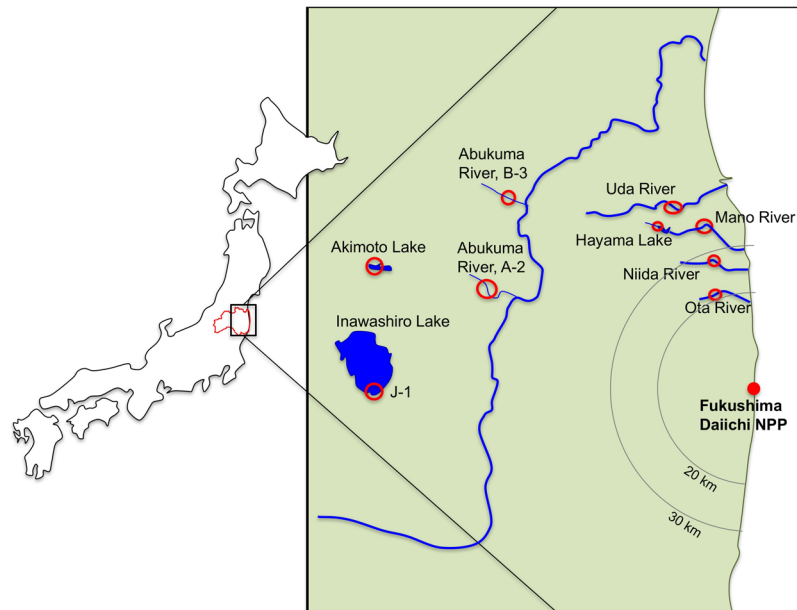 Abukuma
River, B-3
Uda River
Mano River
Hayama Lake
Akimoto Lake
Abukuma
River, A-2
Niida River
Ota River
Inawashiro Lake
J-1
Fukushima
Daiichi NPP
20 km
30 km